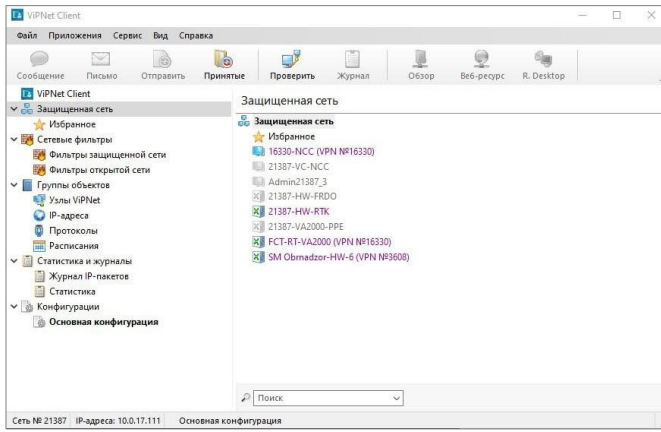 ViPNet Client
Файл Приложения Сервис Вид Справка
Сообщение Письмо Отправить Принятые Проверить Журнал Обзор Веб-ресурс R. Desktop
ViPNet Client
Защищенная сеть
Избранное
Сетевые фильтры
Фильтры защищенной сети
Фильтры открытой сети
Группы объектов
Узлы ViPNet
IP-адреса
Протоколы
Расписания
Статистика и журналы
Журнал IP-пакетов
Статистика
Конфигурации
Основная конфигурация
Защищенная сеть
Защищенная сеть
Избранное
16330-NCC (VPN №16330)
21387-VC-NCC
Admin21387_3
21387-HW-FRDO
21387-HW-RTK
21387-VA2000-PPE
FCT-RT-VA2000 (VPN №16330)
SM Obrnadzor-HW-6 (VPN №3608)
Поиск
Сеть № 21387 IP-адреса: 10.0.17.111 Основная конфигурация